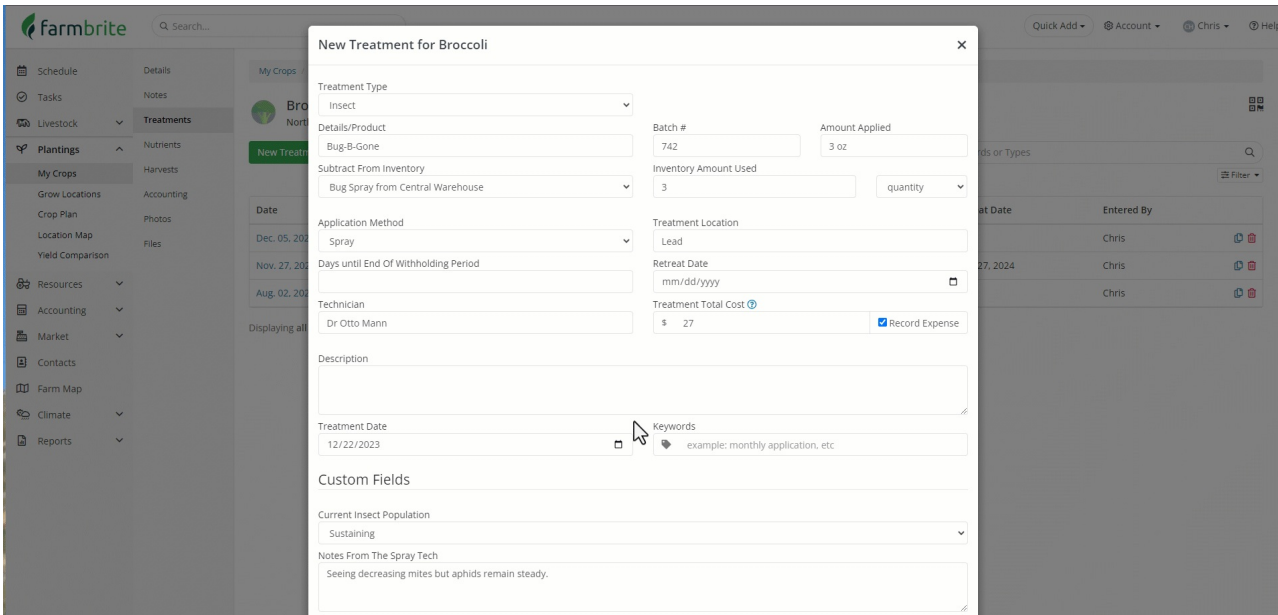 farmbrite
Search...
Quick Add
Account
Chris
Help
Schedule
Tasks
Livestock
Plantings
My Crops
Grow Locations
Crop Plan
Location Map
Yield Comparison
Resources
Accounting
Market
Contacts
Farm Map
Climate
Reports
Details
Notes
Treatments
Nutrients
Harvests
Accounting
Photos
Files
My Crops
New Treatment for Broccoli
Treatment Type
Insect
Details/Product
Batch #
Amount Applied
Bug-B-Gone
742
3 oz
Subtract From Inventory
Inventory Amount Used
Bug Spray from Central Warehouse
3
quantity
Application Method
Treatment Location
Spray
Lead
Days until End Of Withholding Period
Retreat Date
mm/dd/yyyy
Technician
Treatment Total Cost
Dr Otto Mann
$ 27
Record Expense
Description
Treatment Date
Keywords
12/22/2023
example: monthly application, etc
Custom Fields
Current Insect Population
Sustaining
Notes From The Spray Tech
Seeing decreasing mites but aphids remain steady.
or Types
Filter
Date
Date
Entered By
Dec. 05,
Chris
Nov. 27,
27, 2024
Chris
Aug. 02,
Chris
Displaying all